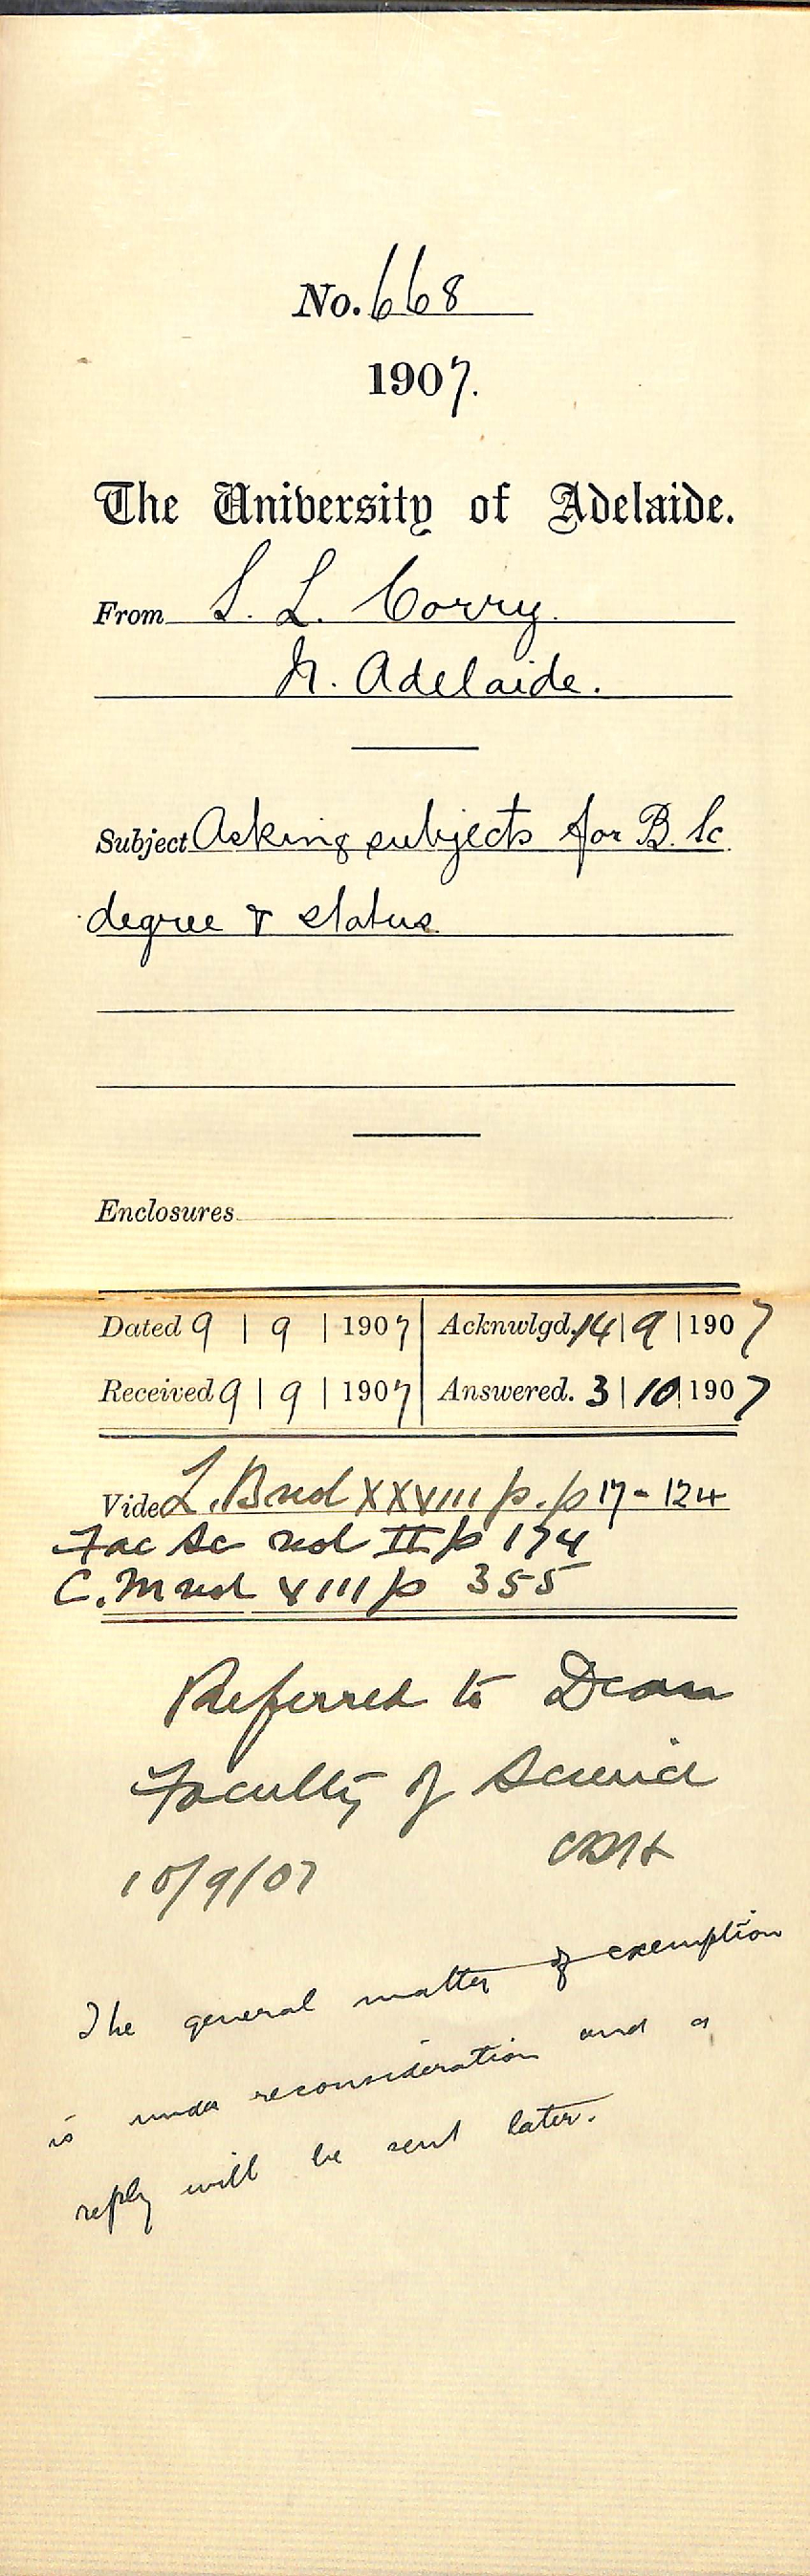 No. 668
1907.
The University of Adelaide.
From S. L. Corry.
N. Adelaide.
Subject Asking subjects for B. Sc
degree & status
Enclosures
Dated 9 | 9 | 1907 Acknwlgd. 14 | 9 | 1907
Received 9 | 9 | 1907 Answered. 3 | 10 | 1907
Vide L. B vol XXVIII p. p 17 - 124
Fac Sc vol II p 174
C. M vol XIII p 355
Referred to Dean
Faculty of Science
10/9/07
The general matter of exemption
is under reconsideration and a
reply will be sent later.